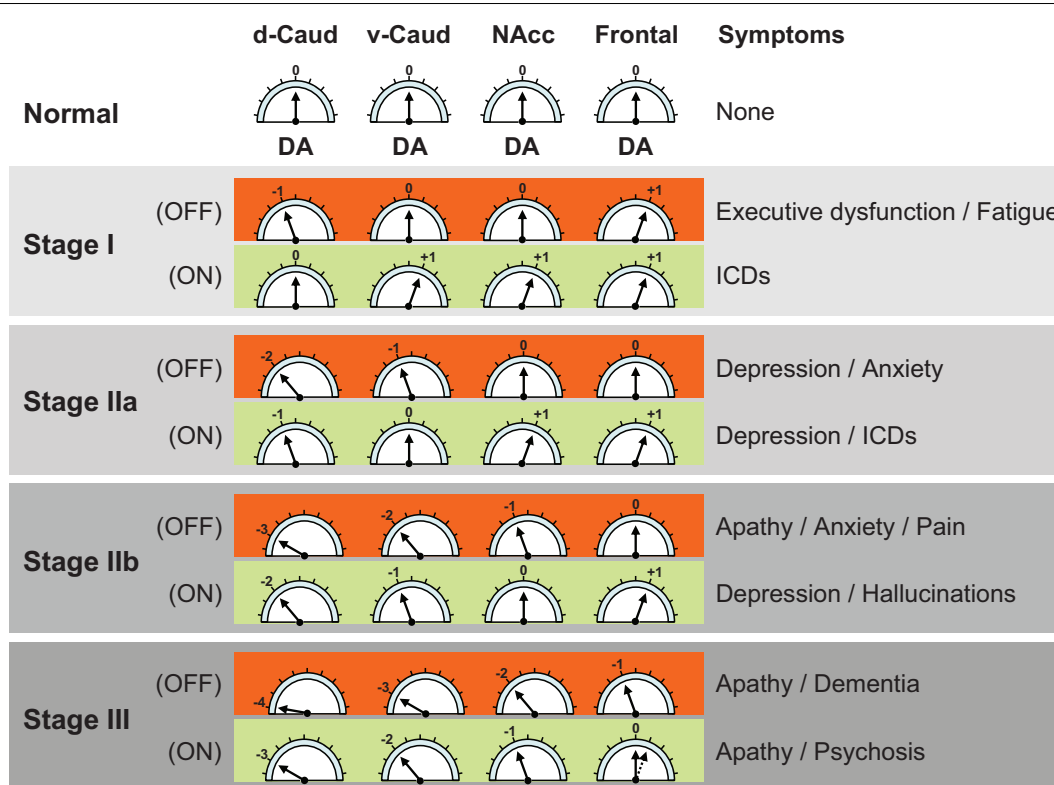 d-Caud v-Caud NAcc Frontal Symptoms
0 0 0 0
Normal None
DA DA DA DA
-1 0 0 +1
(OFF) Executive dysfunction / Fatigue
Stage I
0 +1 +1 +1
(ON) ICDs
-2 -1 0 0
(OFF) Depression / Anxiety
Stage IIa
-1 0 +1 +1
(ON) Depression / ICDs
-3 -2 -1 0
(OFF) Apathy / Anxiety / Pain
Stage IIb
-2 -1 0 +1
(ON) Depression / Hallucinations
-4 -3 -2 -1
(OFF) Apathy / Dementia
Stage III
-3 -2 -1 0
(ON) Apathy / Psychosis